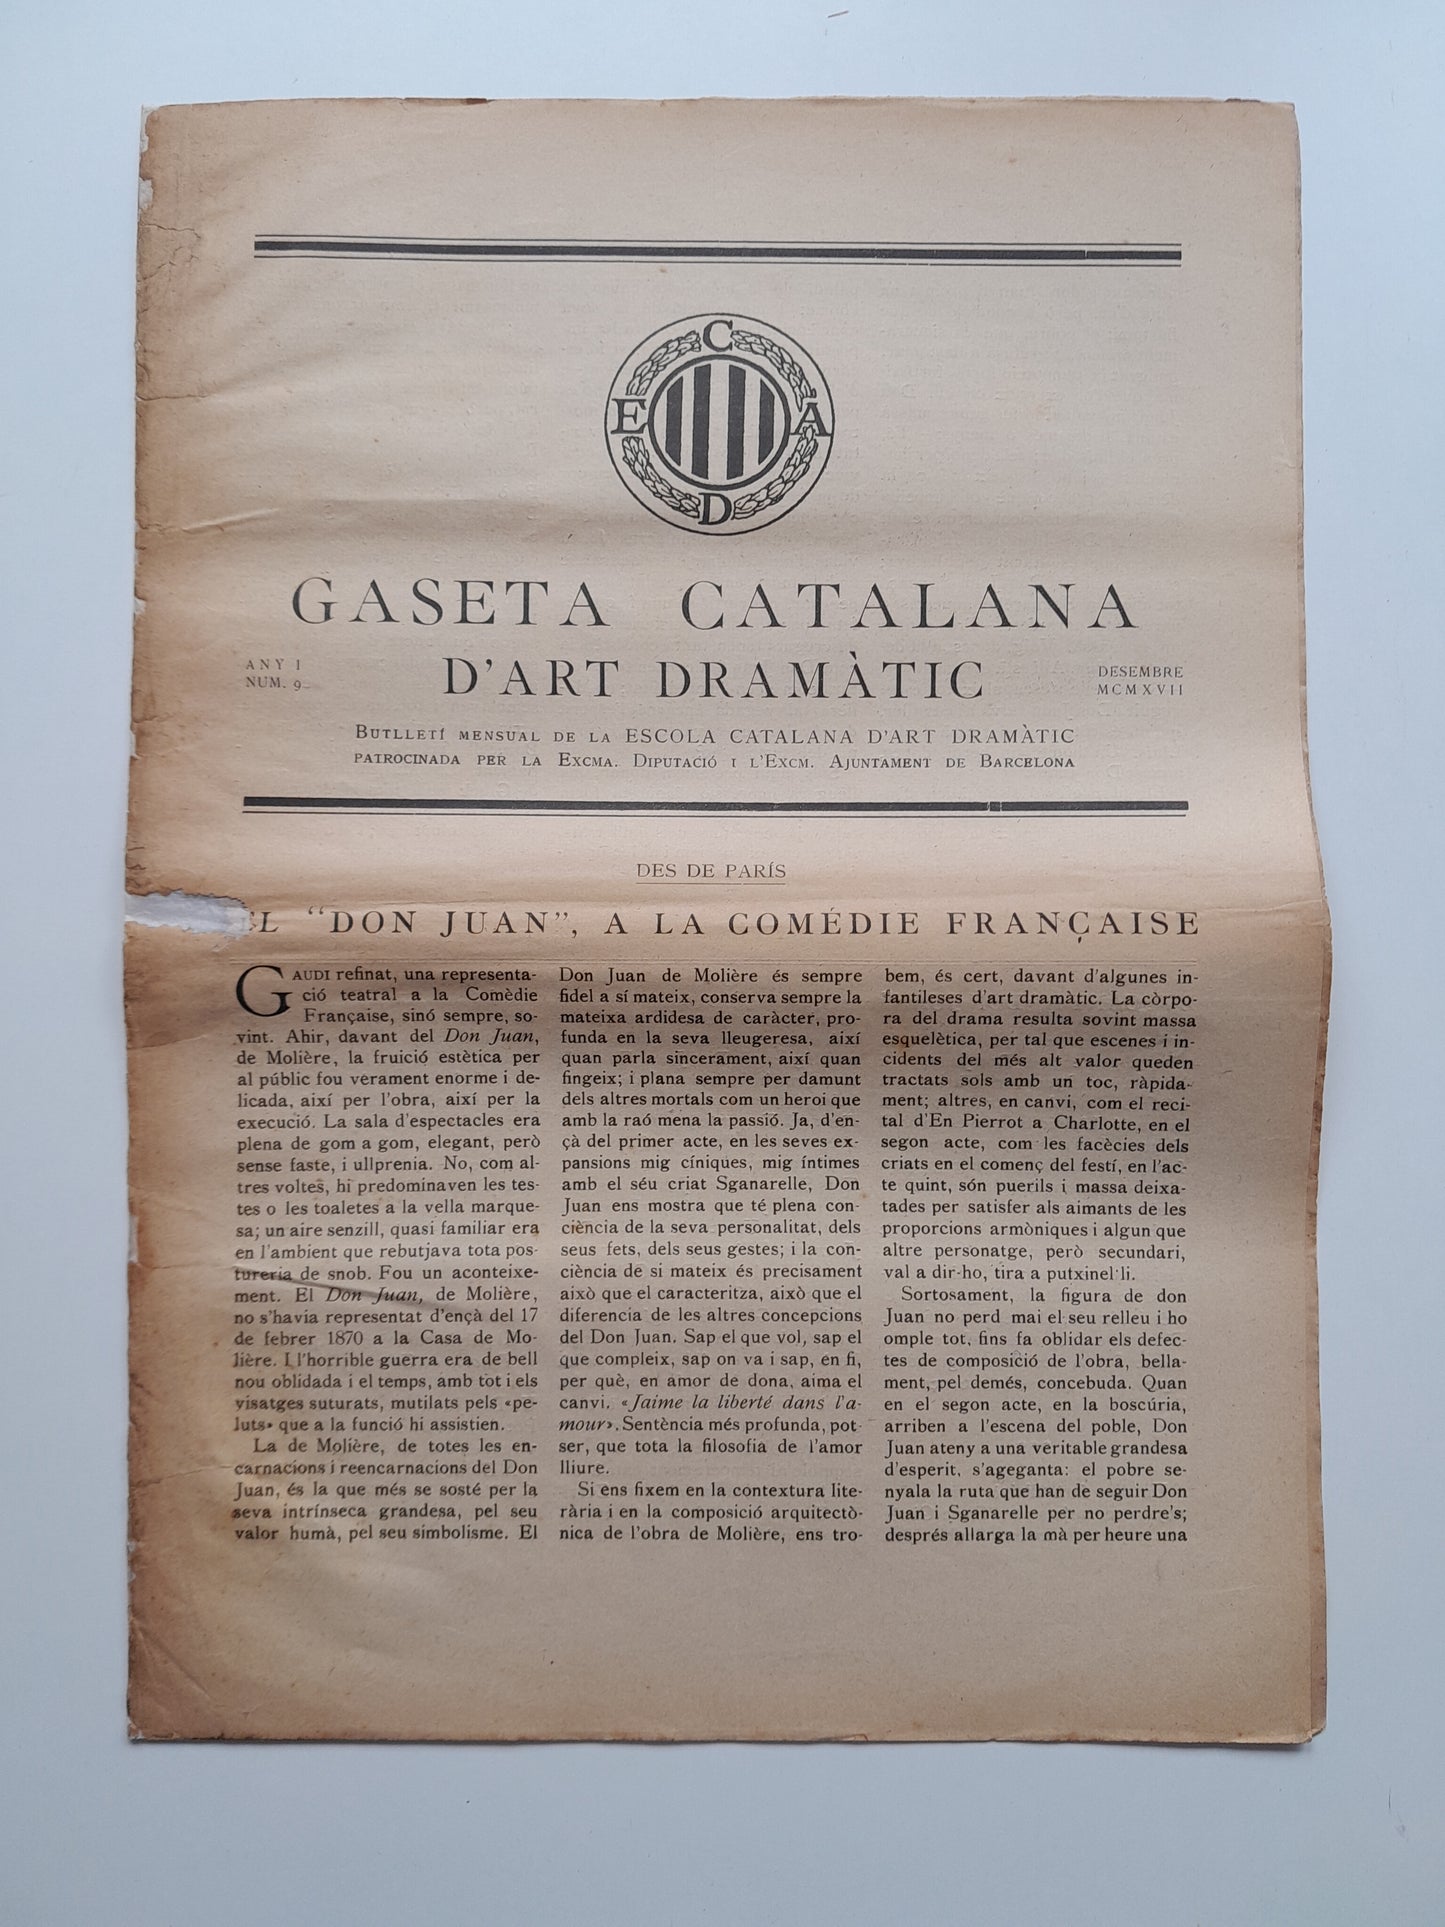 C
E A
D
GASETA CATALANA
ANY I
NUM. 9
D'ART DRAMÀTIC
DESEMBRE
MCMXVII
BUTLLETÍ MENSUAL DE LA ESCOLA CATALANA D'ART DRAMÀTIC
PATROCINADA PER LA EXCMA. DIPUTACIÓ I L'EXCM. AJUNTAMENT DE BARCELONA
DES DE PARÍS
EL "DON JUAN", A LA COMÉDIE FRANÇAISE
GAUDI refinat, una representa-
ció teatral a la Comèdie
Française, sinó sempre, so-
vint. Ahir, davant del Don Juan,
de Molière, la fruició estètica per
al públic fou verament enorme i de-
licada, així per l'obra, així per la
execució. La sala d'espectacles era
plena de gom a gom, elegant, però
sense faste, i ullprenia. No, com al-
tres voltes, hi predominaven les tes-
tes o les toaletes a la vella marque-
sa; un aire senzill, quasi familiar era
en l'ambient que rebutjava tota pos-
tureria de snob. Fou un aconteixe-
ment. El Don Juan, de Molière,
no s'havia representat d'ençà del 17
de febrer 1870 a la Casa de Mo-
lière. I l'horrible guerra era de bell
nou oblidada i el temps, amb tot i els
visatges suturats, mutilats pels «pe-
luts» que a la funció hi assistien.
La de Molière, de totes les en-
carnacions i reencarnacions del Don
Juan, és la que més se sosté per la
seva intrínseca grandesa, pel seu
valor humà, pel seu simbolisme. El
Don Juan de Molière és sempre
fidel a sí mateix, conserva sempre la
mateixa ardidesa de caràcter, pro-
funda en la seva lleugeresa, així
quan parla sincerament, així quan
fingeix; i plana sempre per damunt
dels altres mortals com un heroi que
amb la raó mena la passió. Ja, d'en-
çà del primer acte, en les seves ex-
pansions mig cíniques, mig íntimes
amb el séu criat Sganarelle, Don
Juan ens mostra que té plena con-
ciència de la seva personalitat, dels
seus fets, dels seus gestes; i la con-
ciència de si mateix és precisament
això que el caracteritza, això que el
diferencia de les altres concepcions
del Don Juan. Sap el que vol, sap el
que compleix, sap on va i sap, en fi,
per què, en amor de dona, aima el
canvi. «Jaime la liberté dans l'a-
mour». Sentència més profunda, pot-
ser, que tota la filosofia de l'amor
lliure.
Si ens fixem en la contextura lite-
rària i en la composició arquitectò-
nica de l'obra de Molière, ens tro-
bem, és cert, davant d'algunes in-
fantileses d'art dramàtic. La còrpo-
ra del drama resulta sovint massa
esquelètica, per tal que escenes i in-
cidents del més alt valor queden
tractats sols amb un toc, ràpida-
ment; altres, en canvi, com el reci-
tal d'En Pierrot a Charlotte, en el
segon acte, com les facècies dels
criats en el començ del festí, en l'ac-
te quint, són puerils i massa deixa-
tades per satisfer als aimants de les
proporcions armòniques i algun que
altre personatge, però secundari,
val a dir-ho, tira a putxinel·li.
Sortosament, la figura de don
Juan no perd mai el seu relleu i ho
omple tot, fins fa oblidar els defec-
tes de composició de l'obra, bella-
ment, pel demés, concebuda. Quan
en el segon acte, en la boscúria,
arriben a l'escena del poble, Don
Juan ateny a una veritable grandesa
d'esperit, s'ageganta: el pobre se-
nyala la ruta que han de seguir Don
Juan i Sganarelle per no perdre's;
després allarga la mà per heure una